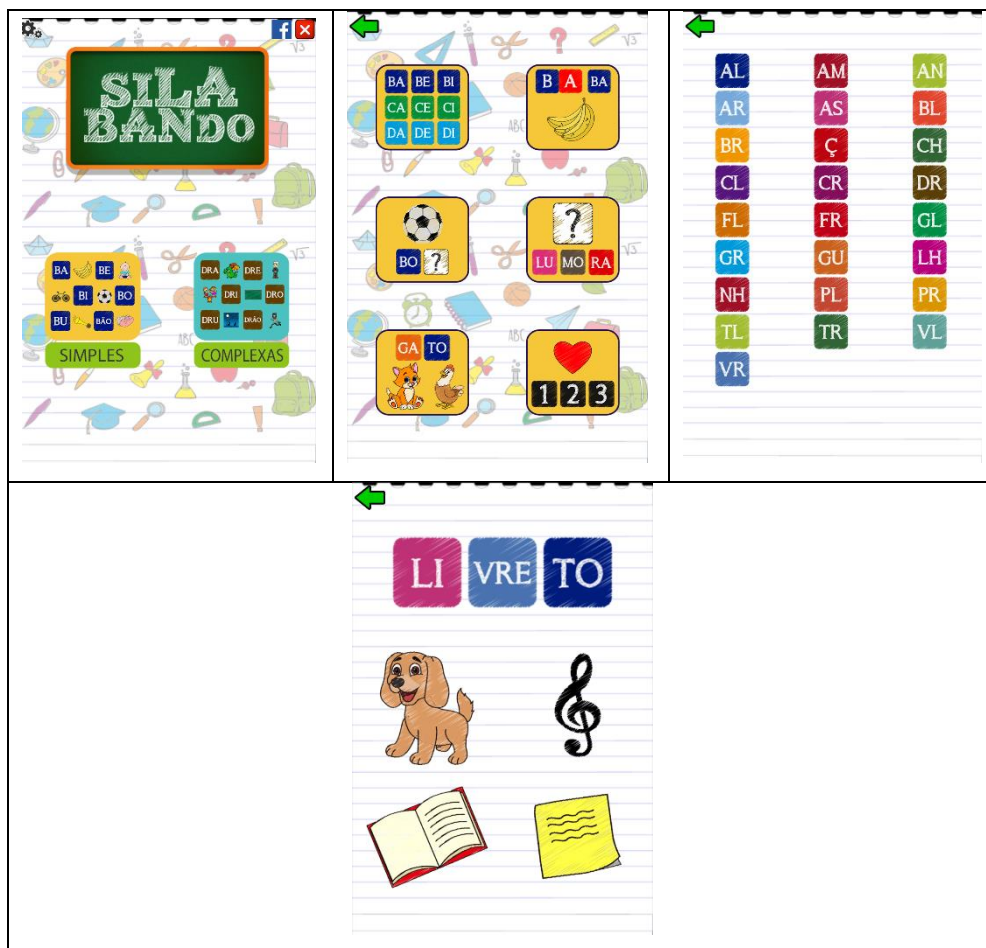 SILA
BANDO
BA BE
BI BO
BU BÃO
SIMPLES
DRA DRE
DRI DRO
DRU DRÃO
COMPLEXAS
BA BE BI
CA CE CI
DA DE DI
B A BA
BO ?
?
LU MO RA
GA TO
1 2 3
AL AM AN
AR AS BL
BR Ç CH
CL CR DR
FL FR GL
GR GU LH
NH PL PR
TL TR VL
VR
LI VRE TO